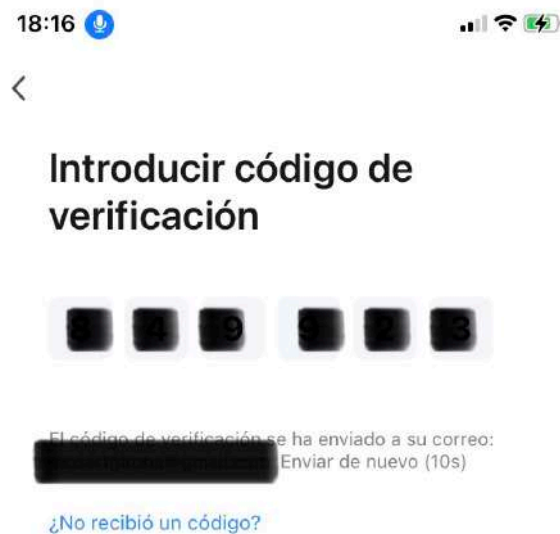 18:16
Introducir código de
verificación
El código de verificación se ha enviado a su correo:
Enviar de nuevo (10s)
¿No recibió un código?